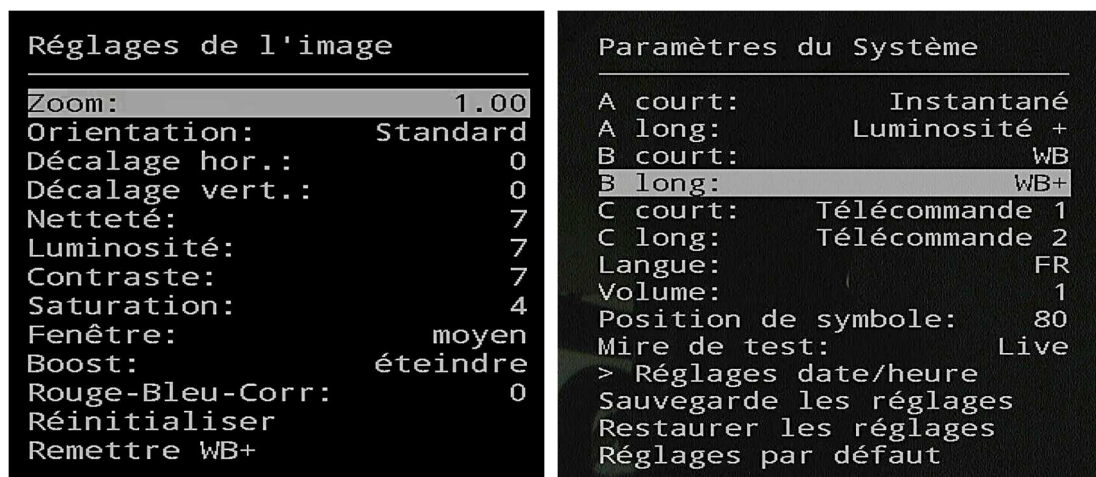 Réglages de l'image
Zoom: 1.00
Orientation: Standard
Décalage hor.: 0
Décalage vert.: 0
Netteté: 7
Luminosité: 7
Contraste: 7
Saturation: 4
Fenêtre: moyen
Boost: éteindre
Rouge-Bleu-Corr: 0
Réinitialiser
Remettre WB+
Paramètres du Système
A court: Instantané
A long: Luminosité +
B court: WB
B long: WB+
C court: Télécommande 1
C long: Télécommande 2
Langue: FR
Volume: 1
Position de symbole: 80
Mire de test: Live
> Réglages date/heure
Sauvegarde les réglages
Restaurer les réglages
Réglages par défaut